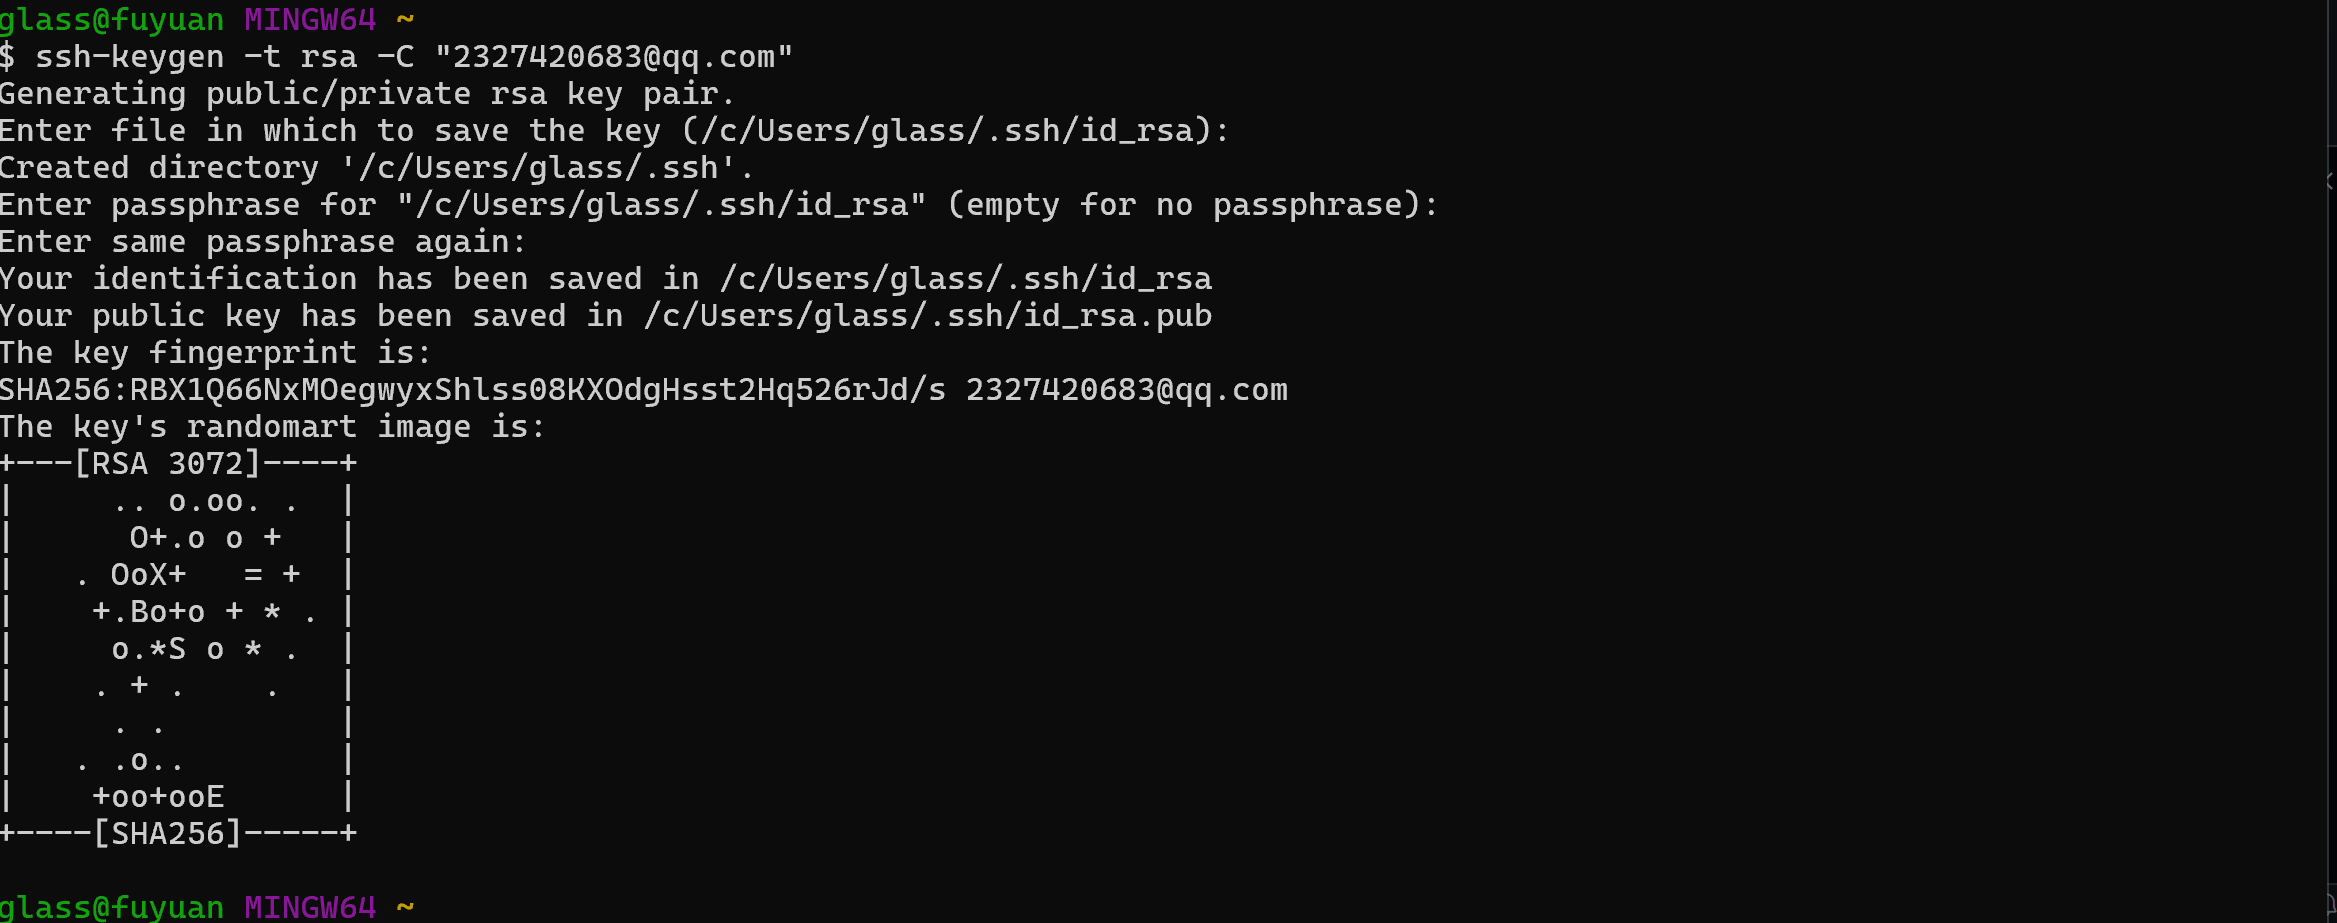 glass@fuyuan MINGW64 ~
$ ssh-keygen -t rsa -C "2327420683@qq.com"
Generating public/private rsa key pair.
Enter file in which to save the key (/c/Users/glass/.ssh/id_rsa):
Created directory '/c/Users/glass/.ssh'.
Enter passphrase for "/c/Users/glass/.ssh/id_rsa" (empty for no passphrase):
Enter same passphrase again:
Your identification has been saved in /c/Users/glass/.ssh/id_rsa
Your public key has been saved in /c/Users/glass/.ssh/id_rsa.pub
The key fingerprint is:
SHA256:RBX1Q66NxMOegwyxShlss08KXOdgHsst2Hq526rJd/s 2327420683@qq.com
The key's randomart image is:
+---[RSA 3072]----+
|     .. o.oo. .  |
|      O+.o o +   |
|   . OoX+   = +  |
|    +.Bo+o + * . |
|     o.*S o * .  |
|    . + .    .   |
|     . .         |
|   . .o..        |
|    +oo+ooE      |
+----[SHA256]-----+
glass@fuyuan MINGW64 ~